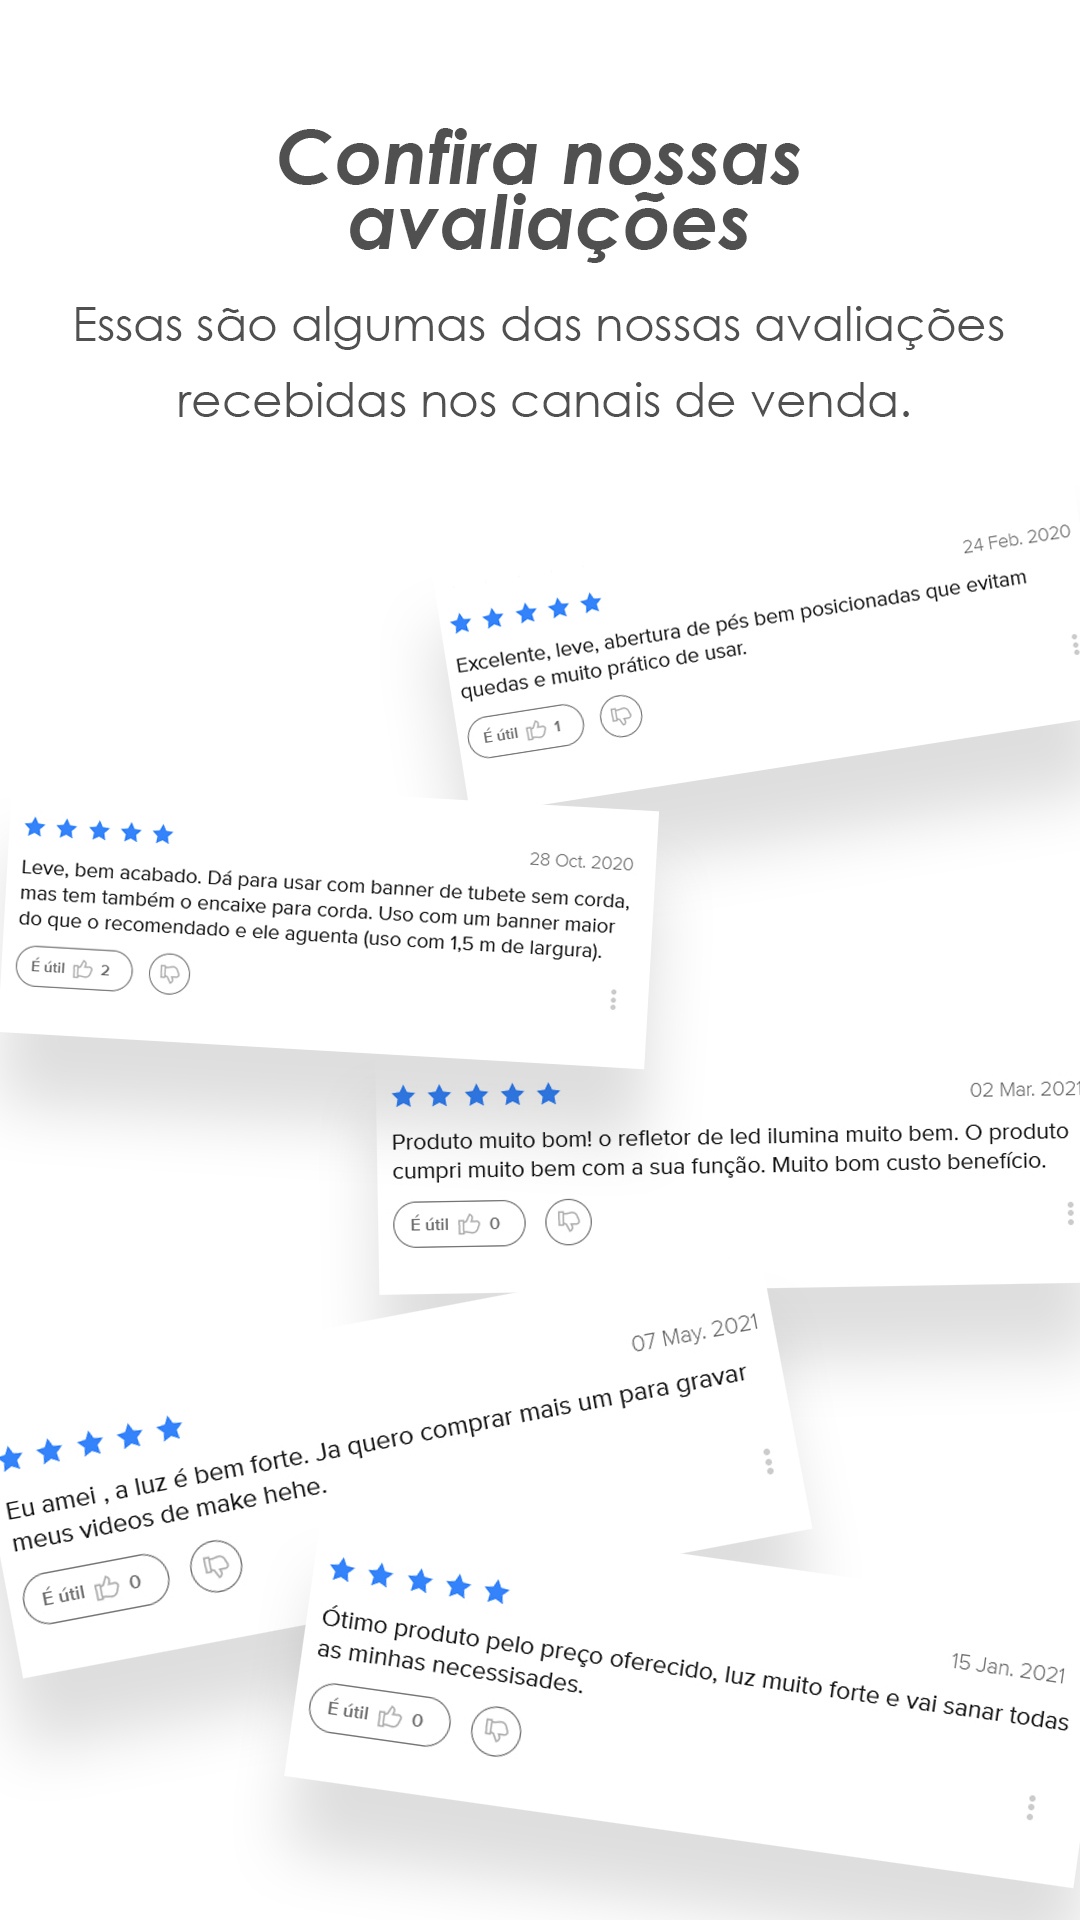 Confira nossas
avaliações
Essas são algumas das nossas avaliações
recebidas nos canais de venda.
24 Feb. 2020
Excelente, leve, abertura de pés bem posicionadas que evitam
quedas e muito prático de usar.
É útil 1
28 Oct. 2020
Leve, bem acabado. Dá para usar com banner de tubete sem corda,
mas tem também o encaixe para corda. Uso com um banner maior
do que o recomendado e ele aguenta (uso com 1,5 m de largura).
É útil 2
02 Mar. 2021
Produto muito bom! o refletor de led ilumina muito bem. O produto
cumpri muito bem com a sua função. Muito bom custo benefício.
É útil 0
07 May. 2021
Eu amei , a luz é bem forte. Ja quero comprar mais um para gravar
meus videos de make hehe.
É útil 0
15 Jan. 2021
Ótimo produto pelo preço oferecido, luz muito forte e vai sanar todas
as minhas necessisades.
É útil 0